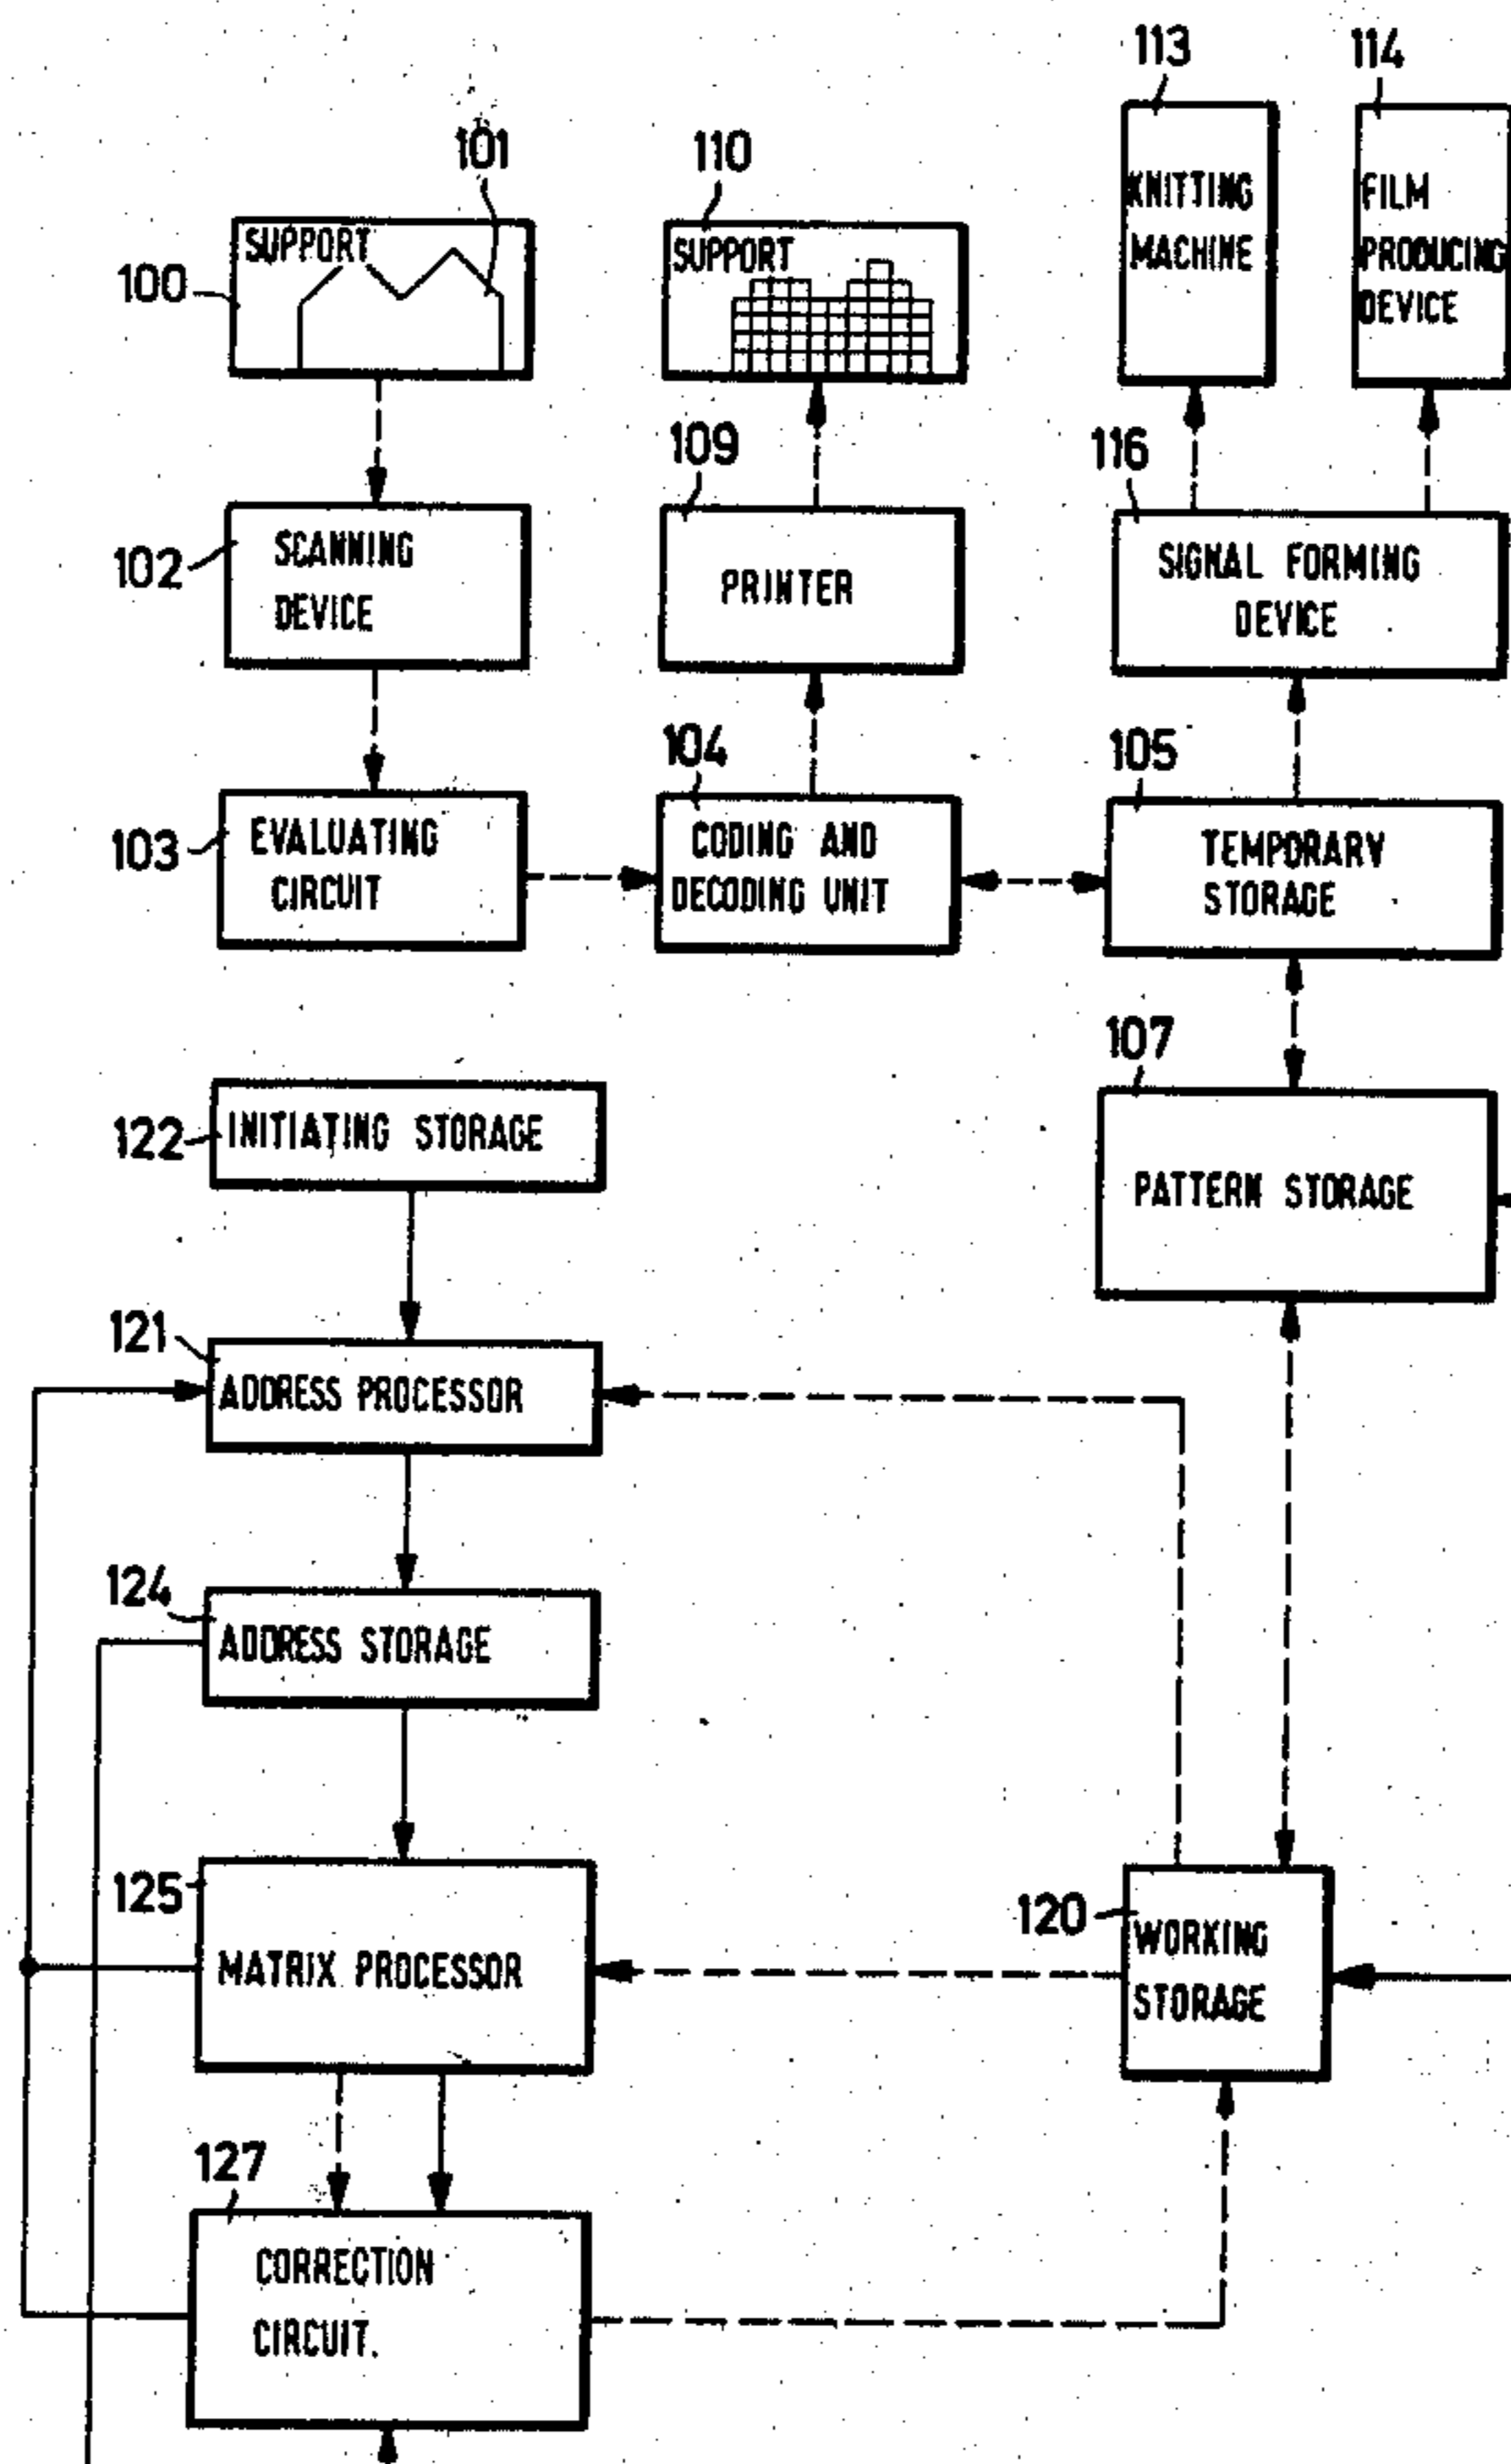 113
114
101
110
KNITTING
MACHINE
FILM
PRODUCING
DEVICE
SUPPORT
100
SUPPORT
109
116
102
SCANNING
DEVICE
PRINTER
SIGNAL FORMING
DEVICE
104
105
103
EVALUATING
CIRCUIT
CODING AND
DECODING UNIT
TEMPORARY
STORAGE
107
122
INITIATING STORAGE
PATTERN STORAGE
121
ADDRESS PROCESSOR
124
ADDRESS STORAGE
125
MATRIX PROCESSOR
120
WORKING
STORAGE
127
CORRECTION
CIRCUIT.